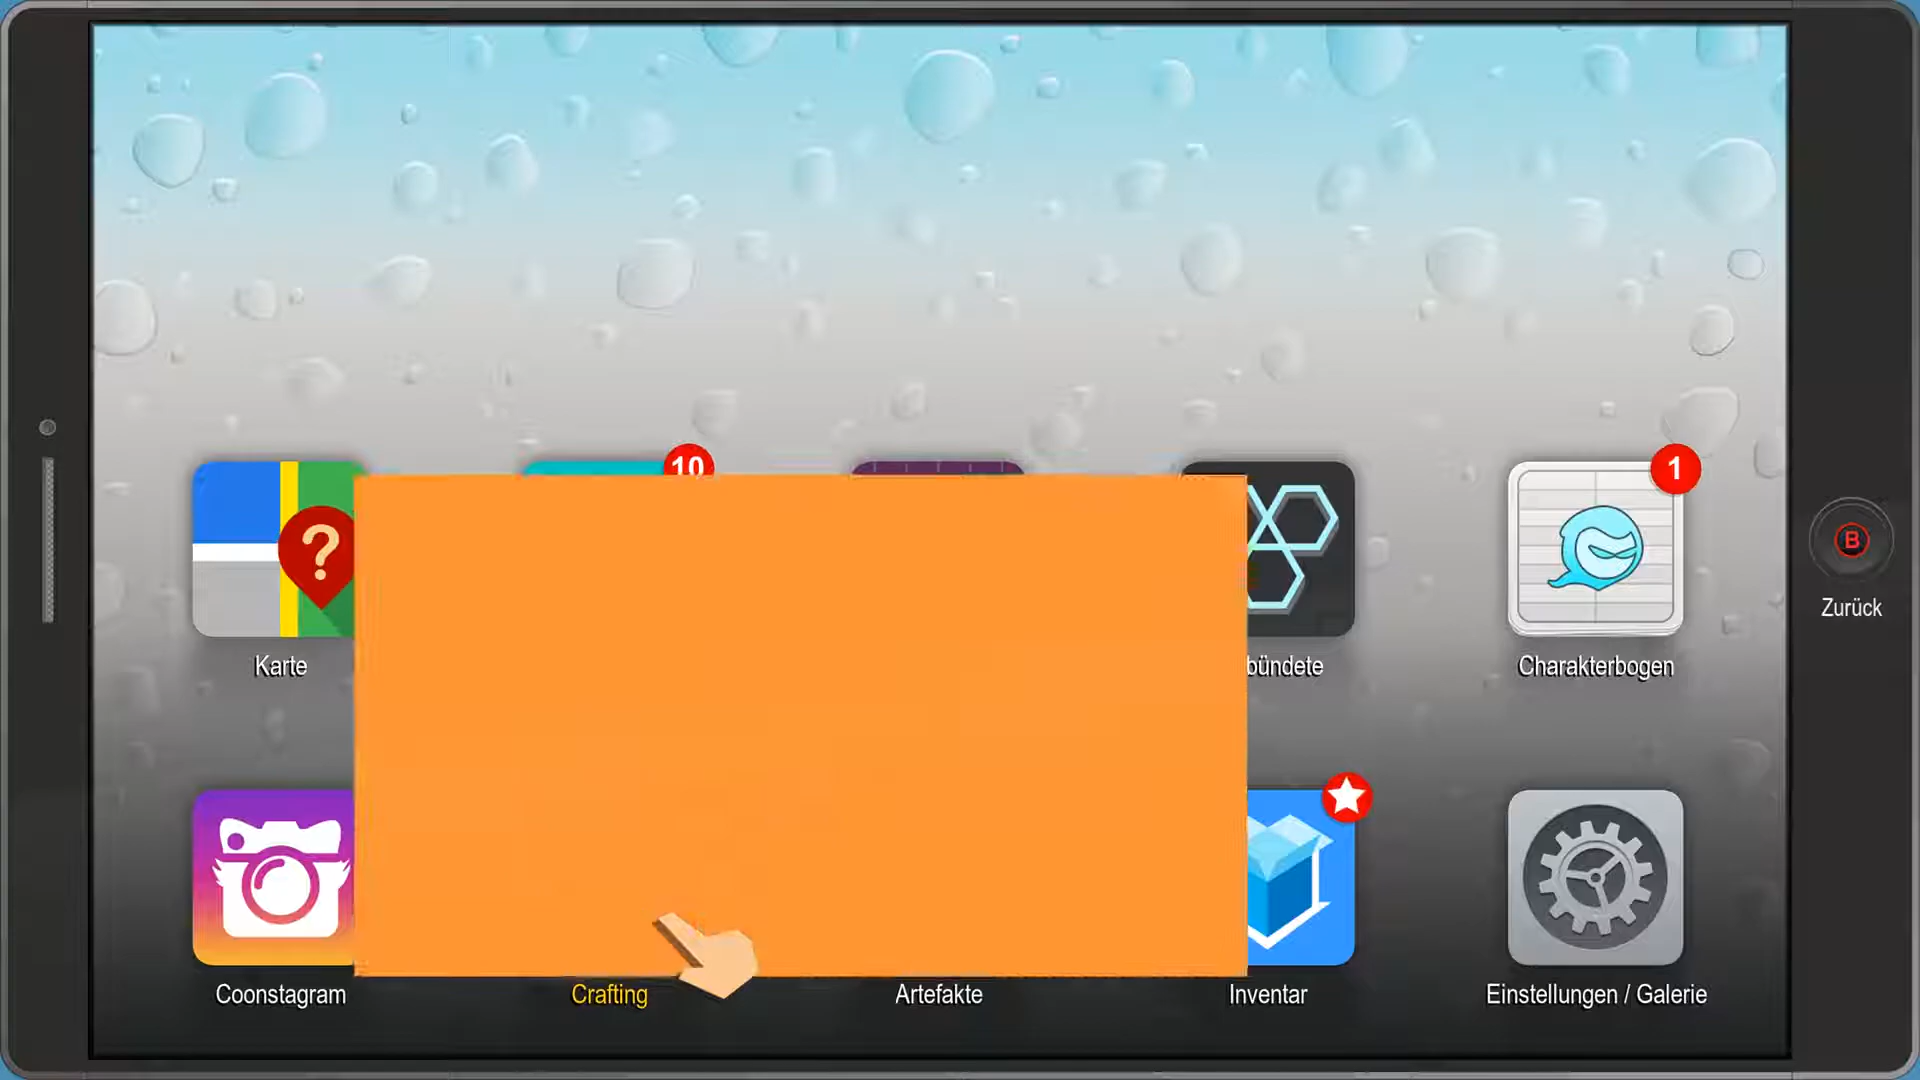 10
1
?
B
Zurück
Karte
bündete
Charakterbogen
Coonstagram
Crafting
Artefakte
Inventar
Einstellungen / Galerie